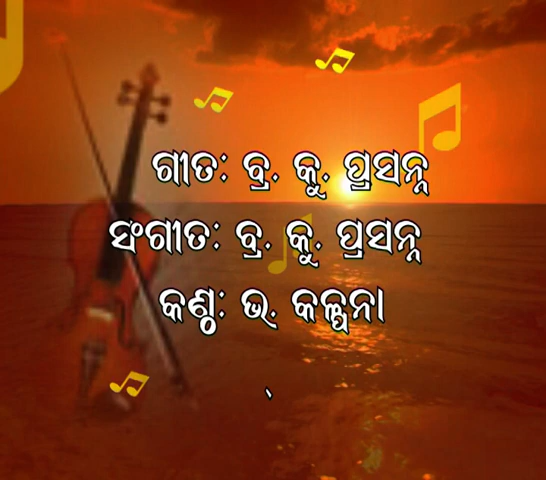 ଗୀତ: ବ୍ର. କୁ. ପ୍ରସନ୍ନ
ସଂଗୀତ: ବ୍ର. କୁ. ପ୍ରସନ୍ନ
କଣ୍ଠ: ଭ. କଳ୍ପନା